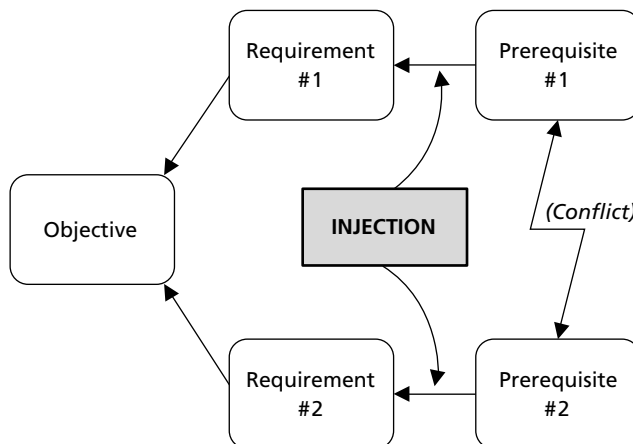 Requirement
#1
Prerequisite
#1
Objective
INJECTION
(Conflict)
Requirement
#2
Prerequisite
#2